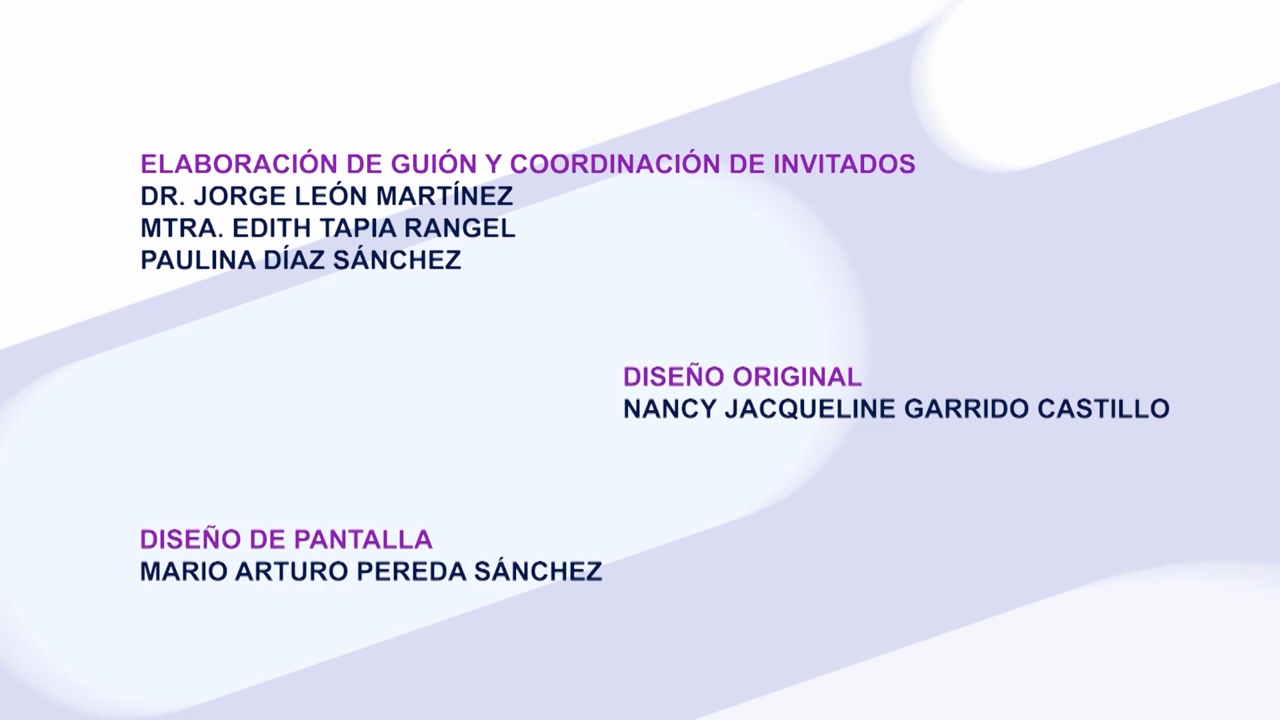 ELABORACIÓN DE GUIÓN Y COORDINACIÓN DE INVITADOS
DR. JORGE LEÓN MARTÍNEZ
MTRA. EDITH TAPIA RANGEL
PAULINA DÍAZ SÁNCHEZ
DISEÑO ORIGINAL
NANCY JACQUELINE GARRIDO CASTILLO
DISEÑO DE PANTALLA
MARIO ARTURO PEREDA SÁNCHEZ